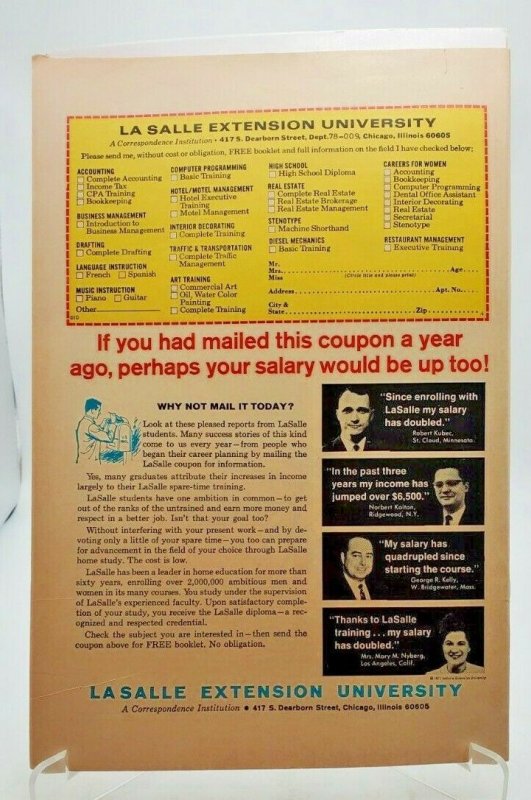 LA SALLE EXTENSION UNIVERSITY
A Correspondence Institution • 417 S. Dearborn Street, Dept. 78-009, Chicago, Illinois 60605
Please send me, without cost or obligation, FREE booklet and full information on the field I have checked below:
ACCOUNTING
Complete Accounting
Income Tax
CPA Training
Bookkeeping
BUSINESS MANAGEMENT
Introduction to
Business Management
DRAFTING
Complete Drafting
LANGUAGE INSTRUCTION
French Spanish
MUSIC INSTRUCTION
Piano Guitar
Other
COMPUTER PROGRAMMING
Basic Training
HOTEL/MOTEL MANAGEMENT
Hotel Executive
Training
Motel Management
INTERIOR DECORATING
Complete Training
TRAFFIC & TRANSPORTATION
Complete Traffic
Management
ART TRAINING
Commercial Art
Oil, Water Color
Painting
Complete Training
HIGH SCHOOL
High School Diploma
REAL ESTATE
Complete Real Estate
Real Estate Brokerage
Real Estate Management
STENOTYPE
Machine Shorthand
DIESEL MECHANICS
Basic Training
CAREERS FOR WOMEN
Accounting
Bookkeeping
Computer Programming
Dental Office Assistant
Interior Decorating
Real Estate
Secretarial
Stenotype
RESTAURANT MANAGEMENT
Executive Training
Mr.
Mrs. Age
Miss (Circle title and please print)
Address Apt. No.
City &
State Zip
If you had mailed this coupon a year
ago, perhaps your salary would be up too!
WHY NOT MAIL IT TODAY?
Look at these pleased reports from LaSalle
students. Many success stories of this kind
come to us every year—from people who
began their career planning by mailing the
LaSalle coupon for information.
Yes, many graduates attribute their increases in income
largely to their LaSalle spare-time training.
LaSalle students have one ambition in common—to get
out of the ranks of the untrained and earn more money and
respect in a better job. Isn't that your goal too?
Without interfering with your present work—and by de-
voting only a little of your spare time—you too can prepare
for advancement in the field of your choice through LaSalle
home study. The cost is low.
LaSalle has been a leader in home education for more than
sixty years, enrolling over 2,000,000 ambitious men and
women in its many courses. You study under the supervision
of LaSalle's experienced faculty. Upon satisfactory comple-
tion of your study, you receive the LaSalle diploma—a rec-
ognized and respected credential.
Check the subject you are interested in—then send the
coupon above for FREE booklet. No obligation.
"Since enrolling with
LaSalle my salary
has doubled."
Robert Kuber,
St. Cloud, Minnesota.
"In the past three
years my income has
jumped over $6,500."
Norbert Kolton,
Ridgewood, N.Y.
"My salary has
quadrupled since
starting the course."
George R. Kelly,
W. Bridgewater, Mass.
"Thanks to LaSalle
training . . . my salary
has doubled."
Mrs. Mary M. Nyberg,
Los Angeles, Calif.
LASALLE EXTENSION UNIVERSITY
A Correspondence Institution • 417 S. Dearborn Street, Chicago, Illinois 60605